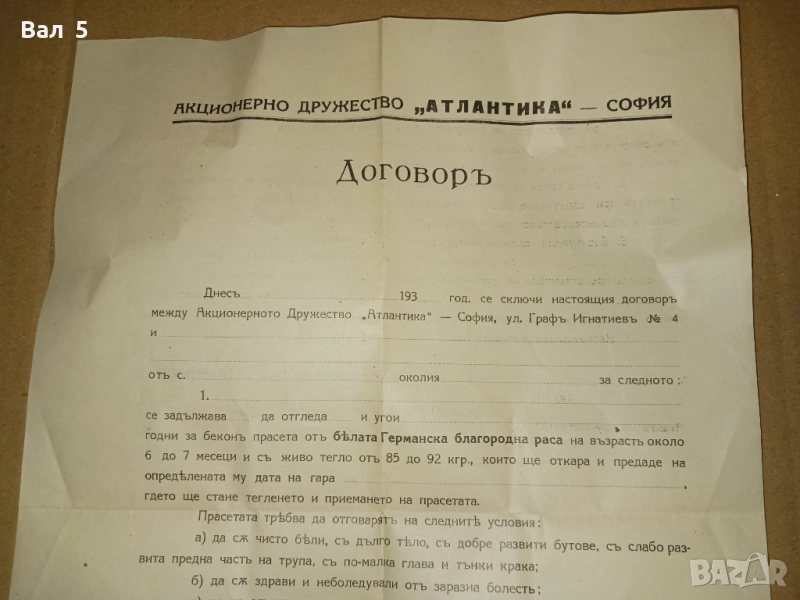 Вал 5
АКЦИОНЕРНО ДРУЖЕСТВО „АТЛАНТИКА“ — СОФИЯ
Договоръ
Днесъ 193 год. се сключи настоящия договоръ
между Акционерното Дружество „Атлантика“ — София, ул. Графъ Игнатиевъ № 4
и
отъ с. околия за следното:
1.
се задължава да отгледа и угои
годни за беконъ прасета отъ бѣлата Германска благородна раса на възрасть около
6 до 7 месеци и съ живо тегло отъ 85 до 92 кгр., които ще откара и предаде на
опредѣлената му дата на гара ,
гдето ще стане тегленето и приемането на прасетата.
Прасетата трѣбва да отговарятъ на следнитѣ условия:
а) да сѫ чисто бѣли, съ дълго тѣло, съ добре развити бутове, съ слабо раз-
вита предна часть на трупа, съ по-малка глава и тънки крака;
б) да сѫ здрави и неболедували отъ заразна болесть;
BAZAR